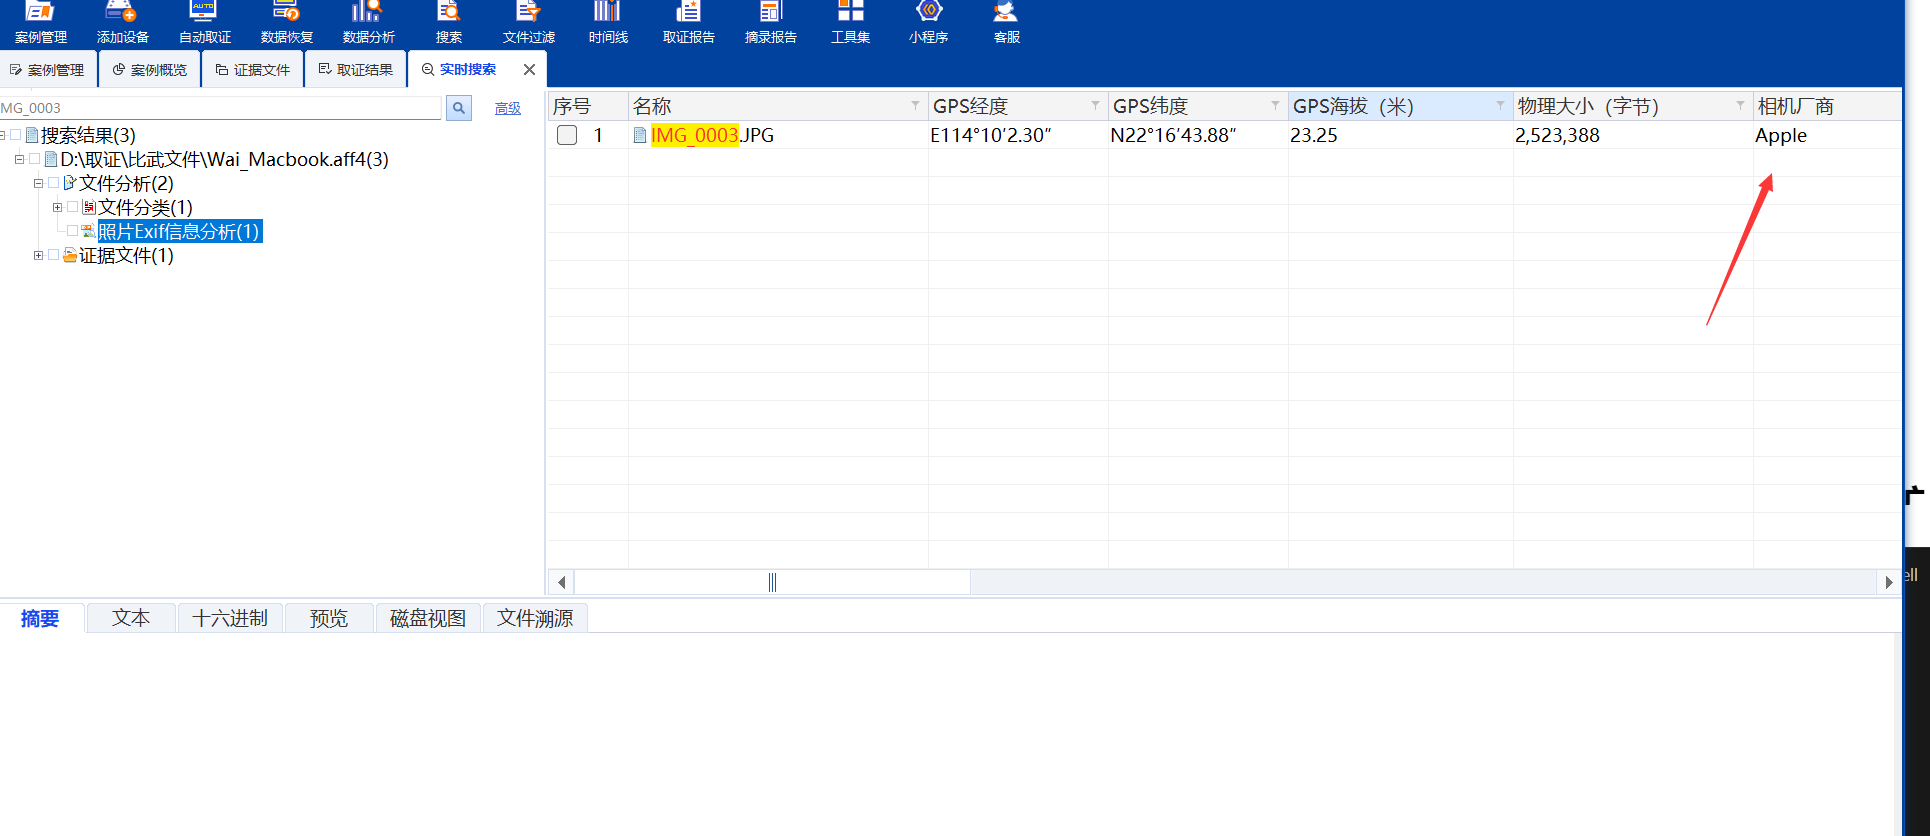 案例管理 添加设备 自动取证 数据恢复 数据分析 搜索 文件过滤 时间线 取证报告 摘录报告 工具集 小程序 客服
案例管理 案例概览 证据文件 取证结果 实时搜索
MG_0003 高级
搜索结果(3)
D:\取证\比武文件\Wai_Macbook.aff4(3)
文件分析(2)
文件分类(1)
照片Exif信息分析(1)
证据文件(1)
序号 名称 GPS经度 GPS纬度 GPS海拔（米） 物理大小（字节） 相机厂商
1 IMG_0003.JPG E114°10′2.30″ N22°16′43.88″ 23.25 2,523,388 Apple
ell
摘要 文本 十六进制 预览 磁盘视图 文件溯源